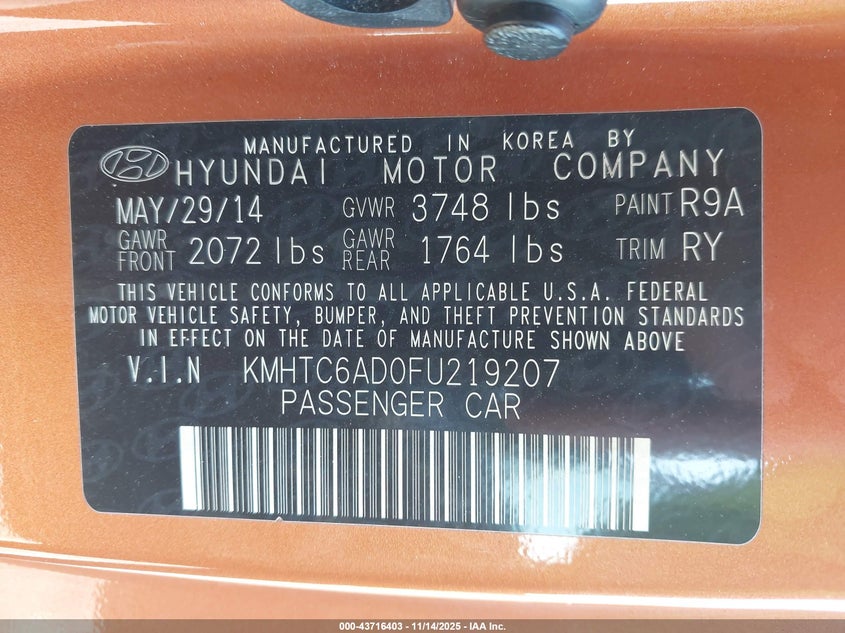 MANUFACTURED IN KOREA BY
HYUNDAI MOTOR COMPANY
MAY/29/14 GVWR 3748 lbs PAINT R9A
GAWR FRONT 2072 lbs GAWR REAR 1764 lbs TRIM RY
THIS VEHICLE CONFORMS TO ALL APPLICABLE U.S.A. FEDERAL
MOTOR VEHICLE SAFETY, BUMPER, AND THEFT PREVENTION STANDARDS
IN EFFECT ON THE DATE OF MANUFACTURE SHOWN ABOVE
V.I.N KMHTC6AD0FU219207
PASSENGER CAR
000-43716403 - 11/14/2025 - IAA Inc.